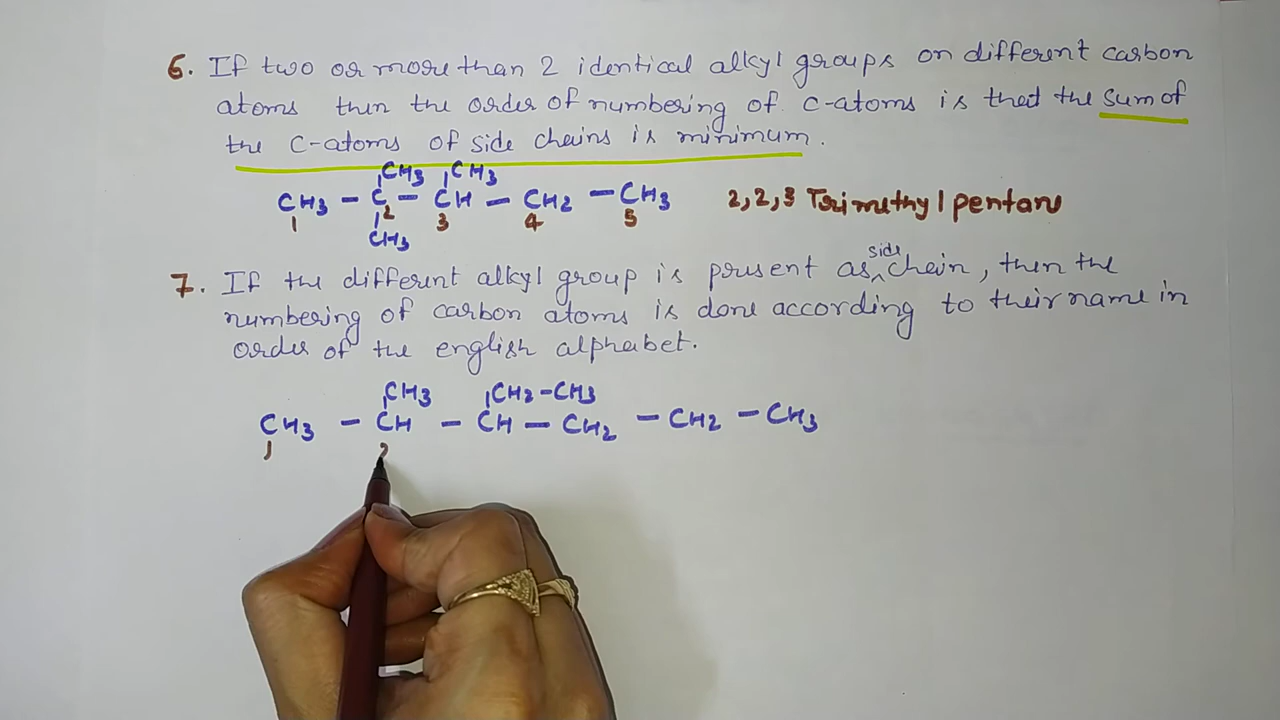 6. If two or more than 2 identical alkyl groups on different carbon
atoms then the order of numbering of C-atoms is that the sum of
the C-atoms of side chains is minimum.
CH3 CH3
CH3 - C - CH - CH2 - CH3 2,2,3 Trimethyl pentane
1 2 3 4 5
CH3
7. If the different alkyl group is present as side chain, then the
numbering of carbon atoms is done according to their name in
order of the english alphabet.
CH3 CH2-CH3
CH3 - CH - CH - CH2 - CH2 - CH3
1 2